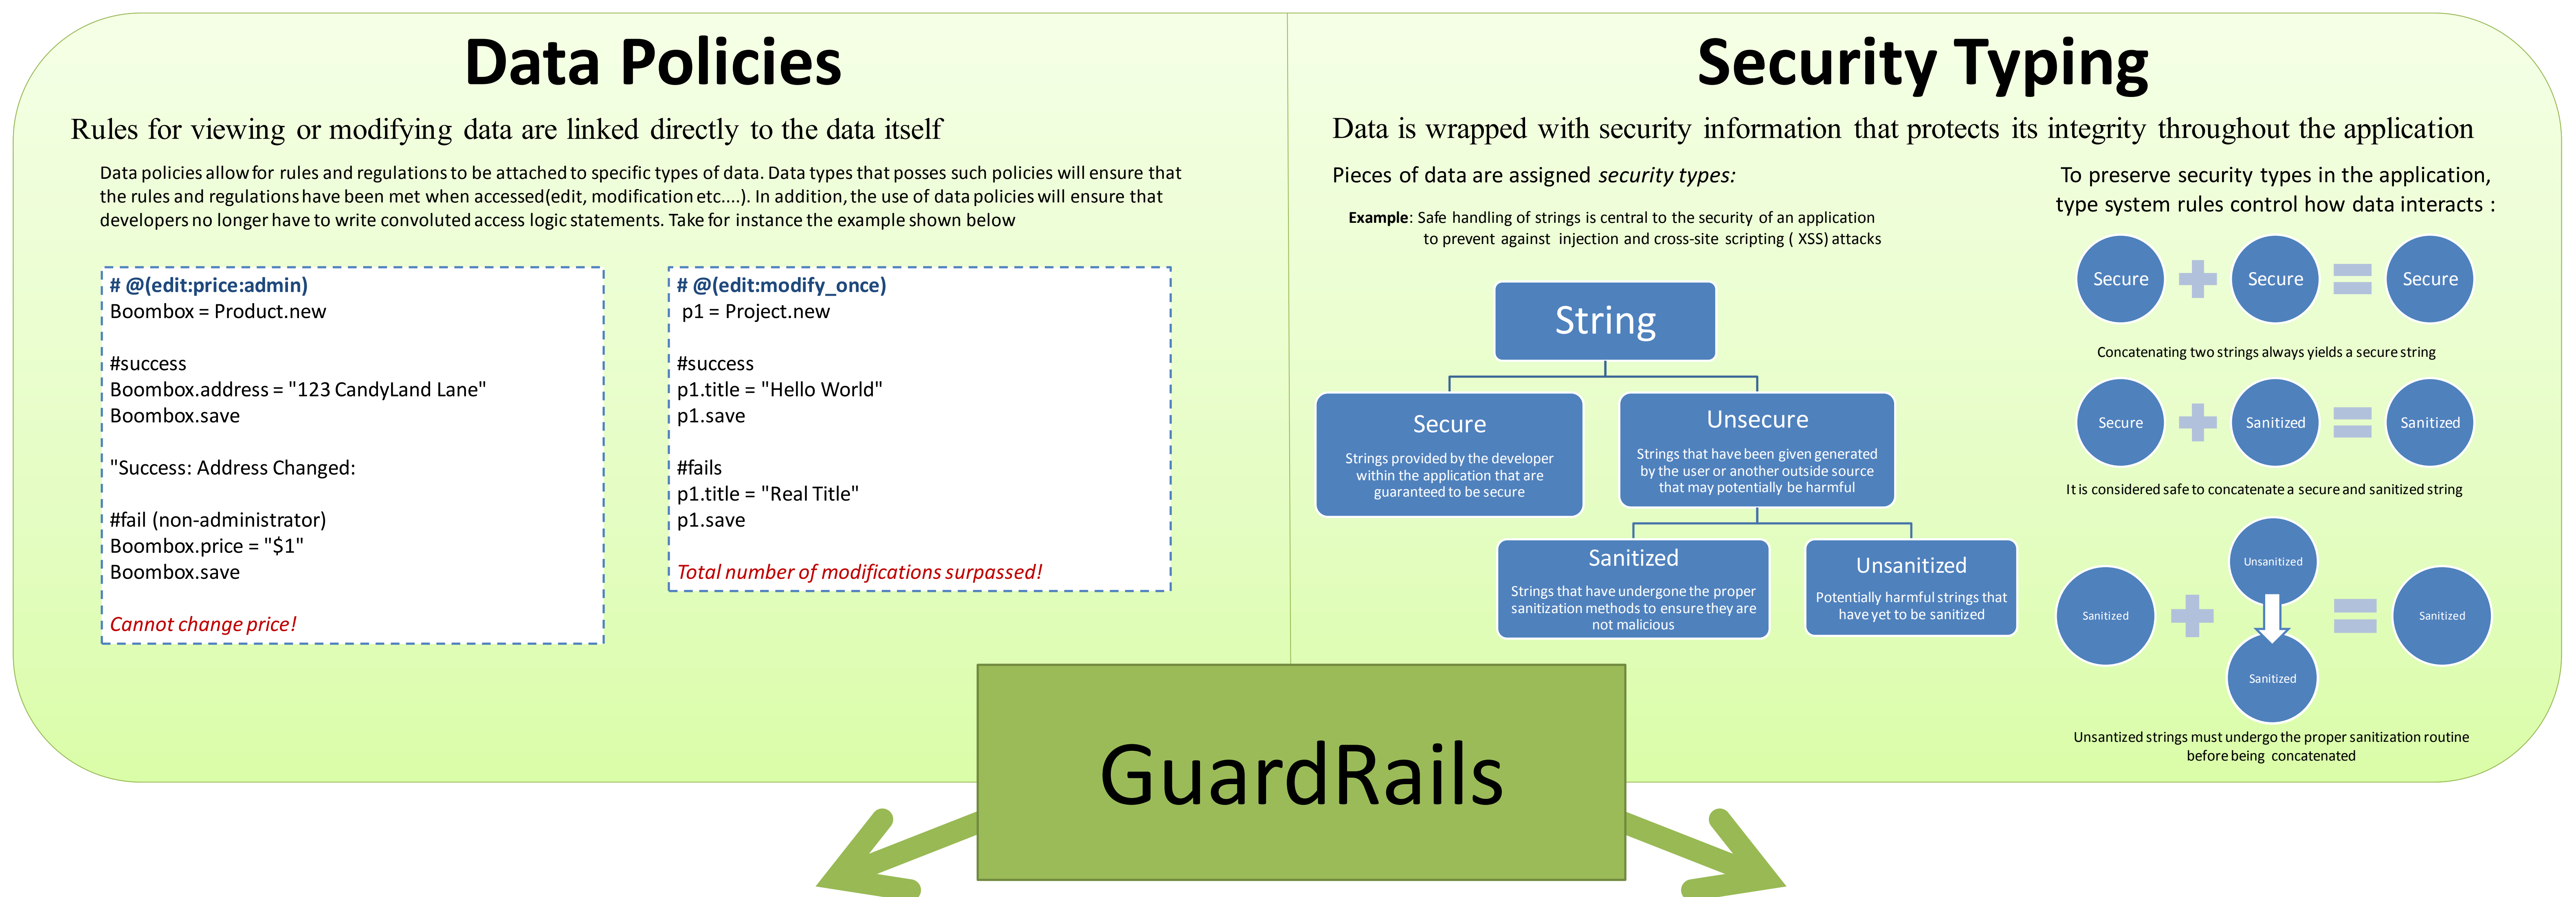 Data Policies
Rules for viewing or modifying data are linked directly to the data itself
Data policies allow for rules and regulations to be attached to specific types of data. Data types that posses such policies will ensure that
the rules and regulations have been met when accessed(edit, modification etc....). In addition, the use of data policies will ensure that
developers no longer have to write convoluted access logic statements. Take for instance the example shown below
# @(edit:price:admin)
Boombox = Product.new
#success
Boombox.address = "123 CandyLand Lane"
Boombox.save
"Success: Address Changed:
#fail (non-administrator)
Boombox.price = "$1"
Boombox.save
Cannot change price!
# @(edit:modify_once)
p1 = Project.new
#success
p1.title = "Hello World"
p1.save
#fails
p1.title = "Real Title"
p1.save
Total number of modifications surpassed!
Security Typing
Data is wrapped with security information that protects its integrity throughout the application
Pieces of data are assigned security types:
Example: Safe handling of strings is central to the security of an application
to prevent against injection and cross-site scripting ( XSS) attacks
String
Secure
Strings provided by the developer
within the application that are
guaranteed to be secure
Unsecure
Strings that have been given generated
by the user or another outside source
that may potentially be harmful
Sanitized
Strings that have undergone the proper
sanitization methods to ensure they are
not malicious
Unsanitized
Potentially harmful strings that
have yet to be sanitized
To preserve security types in the application,
type system rules control how data interacts :
Secure + Secure = Secure
Concatenating two strings always yields a secure string
Secure + Sanitized = Sanitized
It is considered safe to concatenate a secure and sanitized string
Unsanitized
Sanitized + = Sanitized
Sanitized
Unsantized strings must undergo the proper sanitization routine
before being concatenated
GuardRails